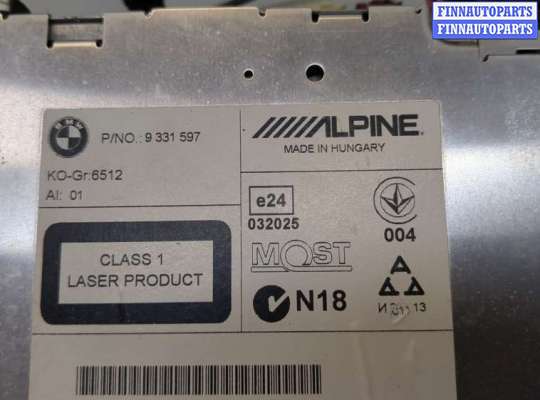 FINNAUTOPARTS
FINNAUTOPARTS
BMW
P/NO.: 9 331 597
ALPINE
MADE IN HUNGARY
KO-Gr:6512
AI: 01
e24
032025
004
CLASS 1
LASER PRODUCT
MOST
N18